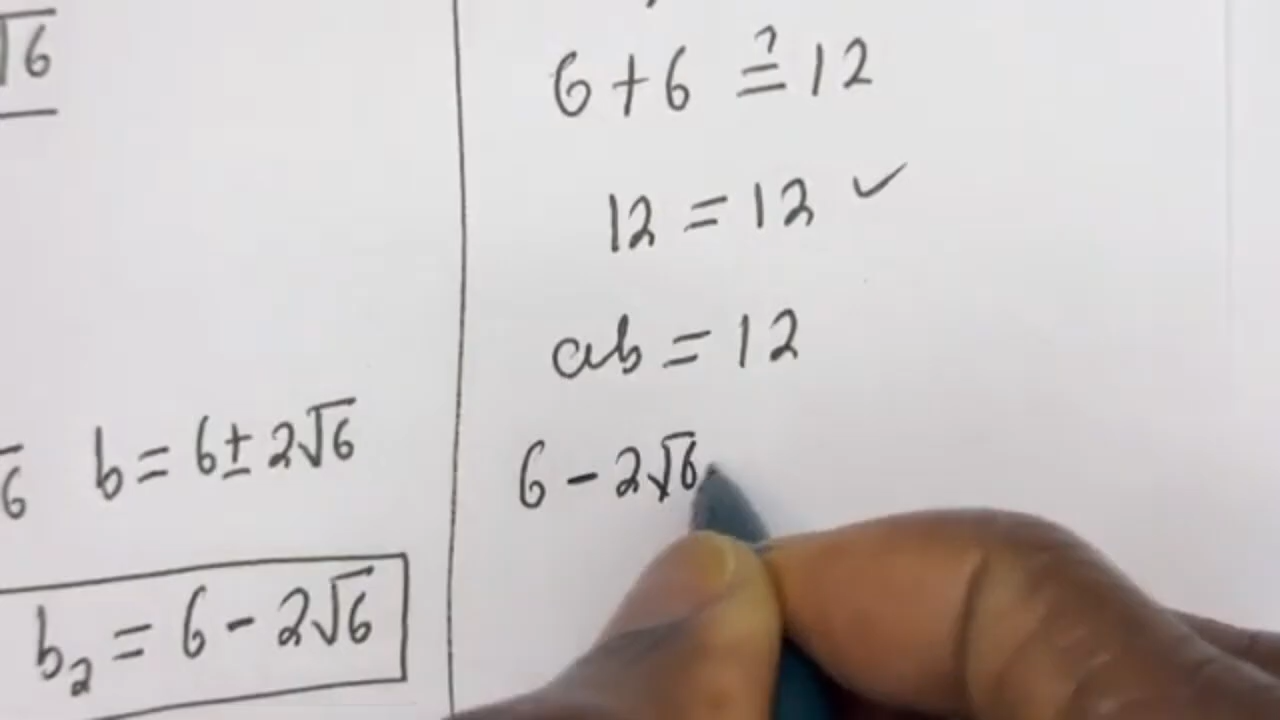 √6
6 b = 6 ± 2√6
b₂ = 6 - 2√6
6 + 6 ≟ 12
12 = 12 ✓
ab = 12
6 - 2√6